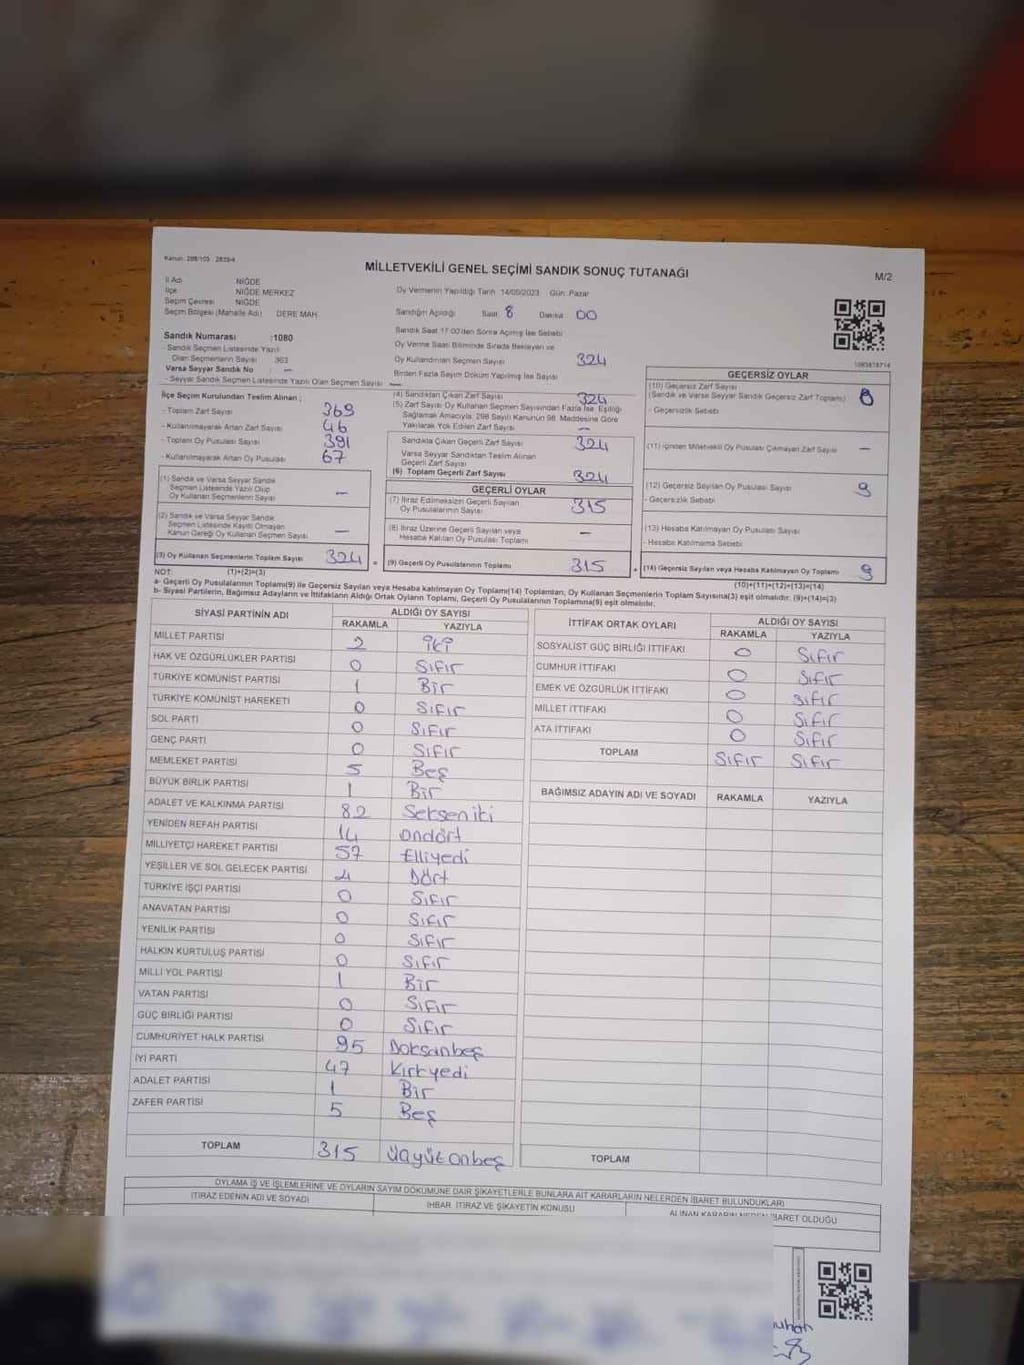 Kanun: 298/105 2839/4
MİLLETVEKİLİ GENEL SEÇİMİ SANDIK SONUÇ TUTANAĞI
M/2
İl Adı NİĞDE
İlçe NİĞDE MERKEZ
Seçim Çevresi NİĞDE
Seçim Bölgesi (Mahalle Adı) DERE MAH.
Oy Vermenin Yapıldığı Tarih 14/05/2023 Gün: Pazar
Sandığın Açıldığı Saat 8 Dakika 00
Sandık Saat 17:00'den Sonra Açılmış İse Sebebi
Oy Verme Saati Bitiminde Sırada Bekleyen ve
Oy Kullandırılan Seçmen Sayısı 324
Birden Fazla Sayım Döküm Yapılmış İse Sayısı
Sandık Numarası :1080
- Sandık Seçmen Listesinde Yazılı
Olan Seçmenlerin Sayısı 363
Varsa Seyyar Sandık No –
- Seyyar Sandık Seçmen Listesinde Yazılı Olan Seçmen Sayısı —
İlçe Seçim Kurulundan Teslim Alınan ;
- Toplam Zarf Sayısı 369
- Kullanılmayarak Artan Zarf Sayısı 46
- Toplam Oy Pusulası Sayısı 391
- Kullanılmayarak Artan Oy Pusulası 67
(1) Sandık ve Varsa Seyyar Sandık
Seçmen Listesinde Yazılı Olup
Oy Kullanan Seçmenlerin Sayısı –
(2) Sandık ve Varsa Seyyar Sandık
Seçmen Listesinde Kayıtlı Olmayan
Kanun Gereği Oy Kullanan Seçmen Sayısı –
(3) Oy Kullanan Seçmenlerin Toplam Sayısı 324
(4) Sandıktan Çıkan Zarf Sayısı 324
(5) Zarf Sayısı Oy Kullanan Seçmen Sayısından Fazla İse, Eşitliği
Sağlamak Amacıyla, 298 Sayılı Kanunun 98. Maddesine Göre
Yakılarak Yok Edilen Zarf Sayısı –
Sandıkta Çıkan Geçerli Zarf Sayısı 324
Varsa Seyyar Sandıktan Teslim Alınan
Geçerli Zarf Sayısı
(6) Toplam Geçerli Zarf Sayısı 324
GEÇERLİ OYLAR
(7) İtiraz Edilmeksizin Geçerli Sayılan
Oy Pusulalarının Sayısı 315
(8) İtiraz Üzerine Geçerli Sayılan veya
Hesaba Katılan Oy Pusulası Toplamı –
(9) Geçerli Oy Pusulalarının Toplamı 315
GEÇERSİZ OYLAR
(10) Geçersiz Zarf Sayısı
(Sandık ve Varsa Seyyar Sandık Geçersiz Zarf Toplamı)
- Geçersizlik Sebebi
(11) İçinden Milletvekili Oy Pusulası Çıkmayan Zarf Sayısı –
(12) Geçersiz Sayılan Oy Pusulası Sayısı 9
- Geçersizlik Sebebi
(13) Hesaba Katılmayan Oy Pusulası Sayısı
- Hesaba Katılmama Sebebi
(14) Geçersiz Sayılan veya Hesaba Katılmayan Oy Toplamı 9
NOT: (1)+(2)=(3)
(10)+(11)+(12)+(13)=(14)
a- Geçerli Oy Pusulalarının Toplamı(9) ile Geçersiz Sayılan veya Hesaba katılmayan Oy Toplamı(14) Toplamları, Oy Kullanan Seçmenlerin Toplam Sayısına(3) eşit olmalıdır. (9)+(14)=(3)
b- Siyasi Partilerin, Bağımsız Adayların ve İttifakların Aldığı Ortak Oyların Toplamı, Geçerli Oy Pusulalarının Toplamına(9) eşit olmalıdır.
SİYASİ PARTİNİN ADI ALDIĞI OY SAYISI
RAKAMLA YAZIYLA
MİLLET PARTİSİ 2 iki
HAK VE ÖZGÜRLÜKLER PARTİSİ 0 Sıfır
TÜRKİYE KOMÜNİST PARTİSİ 1 Bir
TÜRKİYE KOMÜNİST HAREKETİ 0 Sıfır
SOL PARTİ 0 Sıfır
GENÇ PARTİ 0 Sıfır
MEMLEKET PARTİSİ 5 Beş
BÜYÜK BİRLİK PARTİSİ 1 Bir
ADALET VE KALKINMA PARTİSİ 82 Sekseniki
YENİDEN REFAH PARTİSİ 14 ondört
MİLLİYETÇİ HAREKET PARTİSİ 57 Elliyedi
YEŞİLLER VE SOL GELECEK PARTİSİ 4 Dört
TÜRKİYE İŞÇİ PARTİSİ 0 Sıfır
ANAVATAN PARTİSİ 0 Sıfır
YENİLİK PARTİSİ 0 Sıfır
HALKIN KURTULUŞ PARTİSİ 0 Sıfır
MİLLİ YOL PARTİSİ 1 Bir
VATAN PARTİSİ 0 Sıfır
GÜÇ BİRLİĞİ PARTİSİ 0 Sıfır
CUMHURİYET HALK PARTİSİ 95 Doksanbeş
İYİ PARTİ 47 Kırkyedi
ADALET PARTİSİ 1 Bir
ZAFER PARTİSİ 5 Beş
TOPLAM 315 üçyüzonbeş
İTTİFAK ORTAK OYLARI ALDIĞI OY SAYISI
RAKAMLA YAZIYLA
SOSYALİST GÜÇ BİRLİĞİ İTTİFAKI 0 Sıfır
CUMHUR İTTİFAKI 0 Sıfır
EMEK VE ÖZGÜRLÜK İTTİFAKI 0 Sıfır
MİLLET İTTİFAKI 0 Sıfır
ATA İTTİFAKI 0 Sıfır
TOPLAM Sıfır Sıfır
BAĞIMSIZ ADAYIN ADI VE SOYADI RAKAMLA YAZIYLA
TOPLAM
OYLAMA İŞ VE İŞLEMLERİNE VE OYLARIN SAYIM DÖKÜMÜNE DAİR ŞİKAYETLERLE BUNLARA AİT KARARLARIN NELERDEN İBARET BULUNDUKLARI
İTİRAZ EDENİN ADI VE SOYADI
İHBAR, İTİRAZ VE ŞİKAYETİN KONUSU
ALINAN KARARIN NEDEN İBARET OLDUĞU